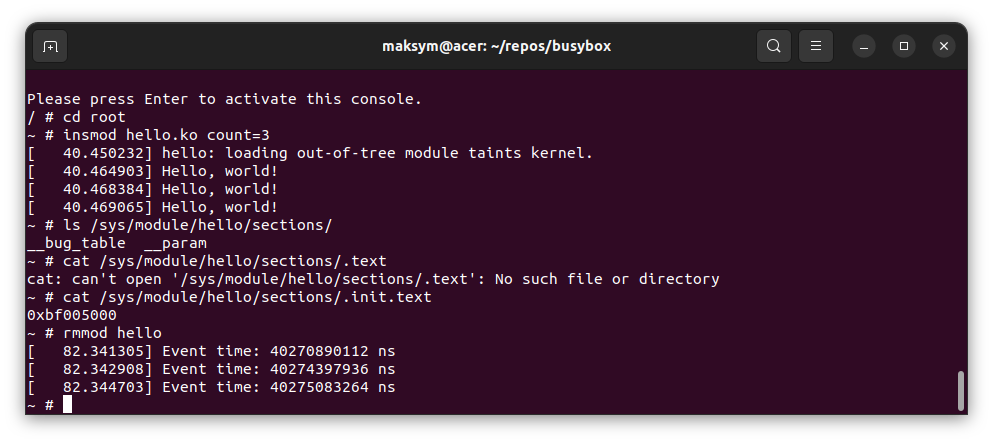 maksym@acer: ~/repos/busybox
Please press Enter to activate this console.
/ # cd root
~ # insmod hello.ko count=3
[   40.450232] hello: loading out-of-tree module taints kernel.
[   40.464903] Hello, world!
[   40.468384] Hello, world!
[   40.469065] Hello, world!
~ # ls /sys/module/hello/sections/
__bug_table  __param
~ # cat /sys/module/hello/sections/.text
cat: can't open '/sys/module/hello/sections/.text': No such file or directory
~ # cat /sys/module/hello/sections/.init.text
0xbf005000
~ # rmmod hello
[   82.341305] Event time: 40270890112 ns
[   82.342908] Event time: 40274397936 ns
[   82.344703] Event time: 40275083264 ns
~ #